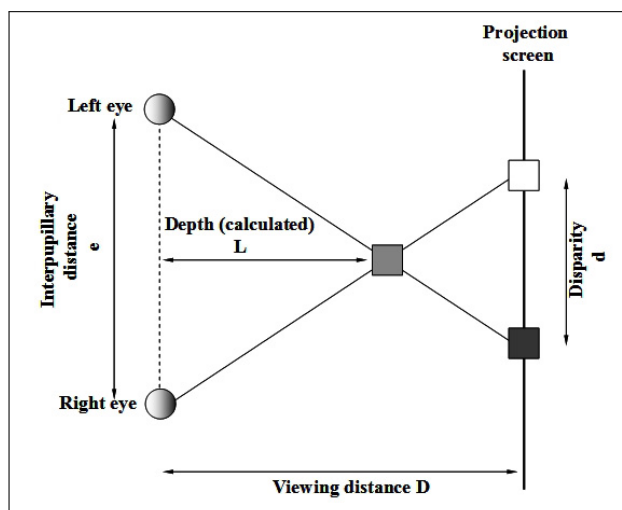 Projection
screen
Left eye
Depth (calculated)
L
Interpupillary
distance
e
Disparity
d
Right eye
Viewing distance D